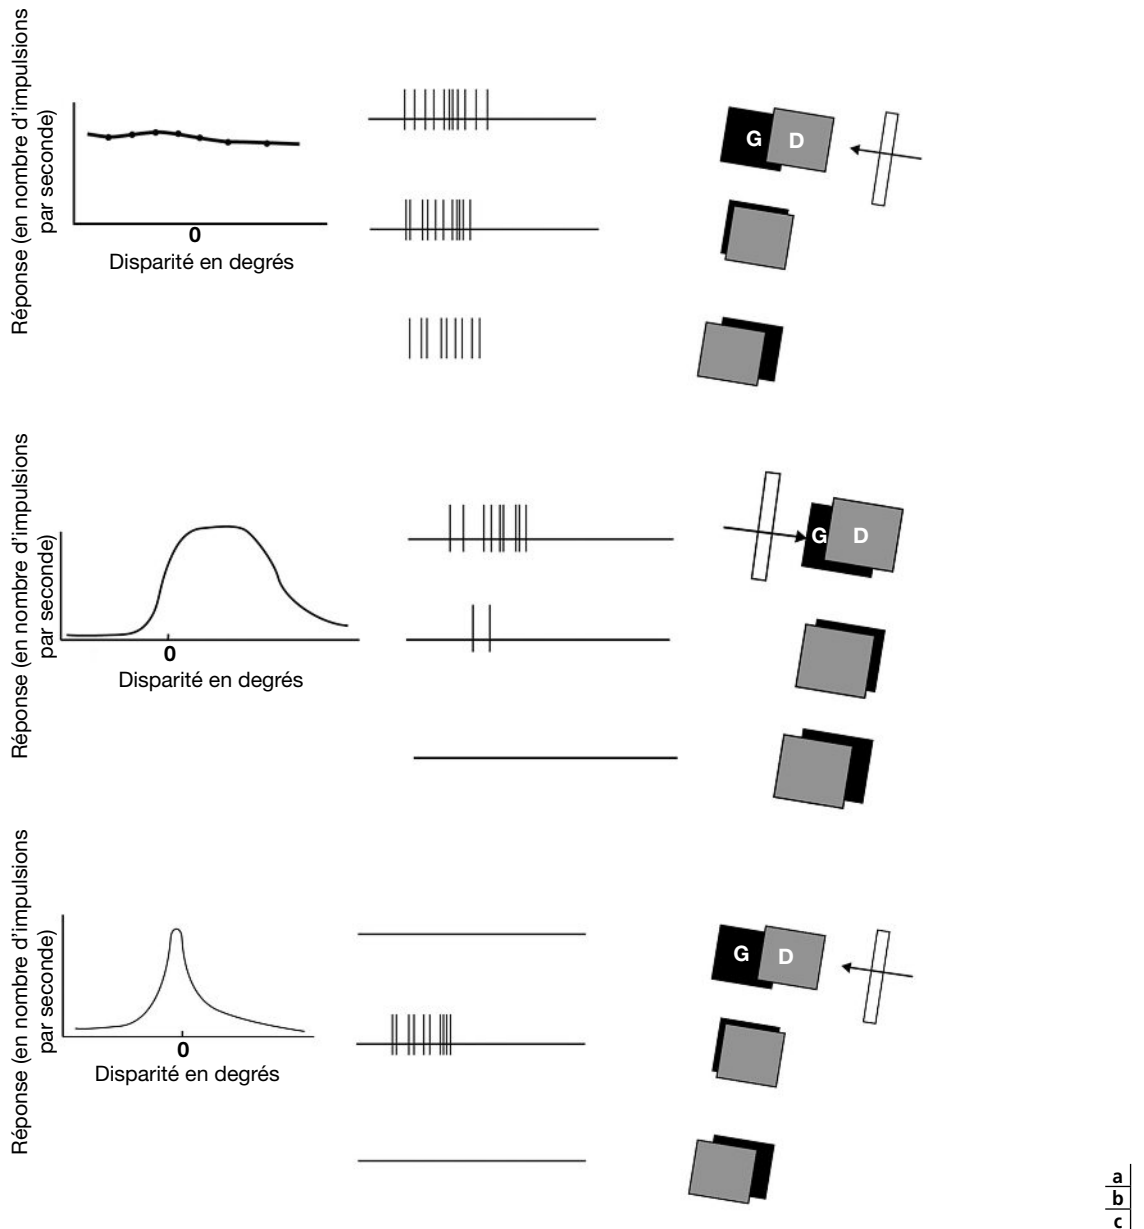 Réponse (en nombre d'impulsions
par seconde)
0
Disparité en degrés
G D
Réponse (en nombre d'impulsions
par seconde)
0
Disparité en degrés
G D
Réponse (en nombre d'impulsions
par seconde)
0
Disparité en degrés
G D
a
b
c